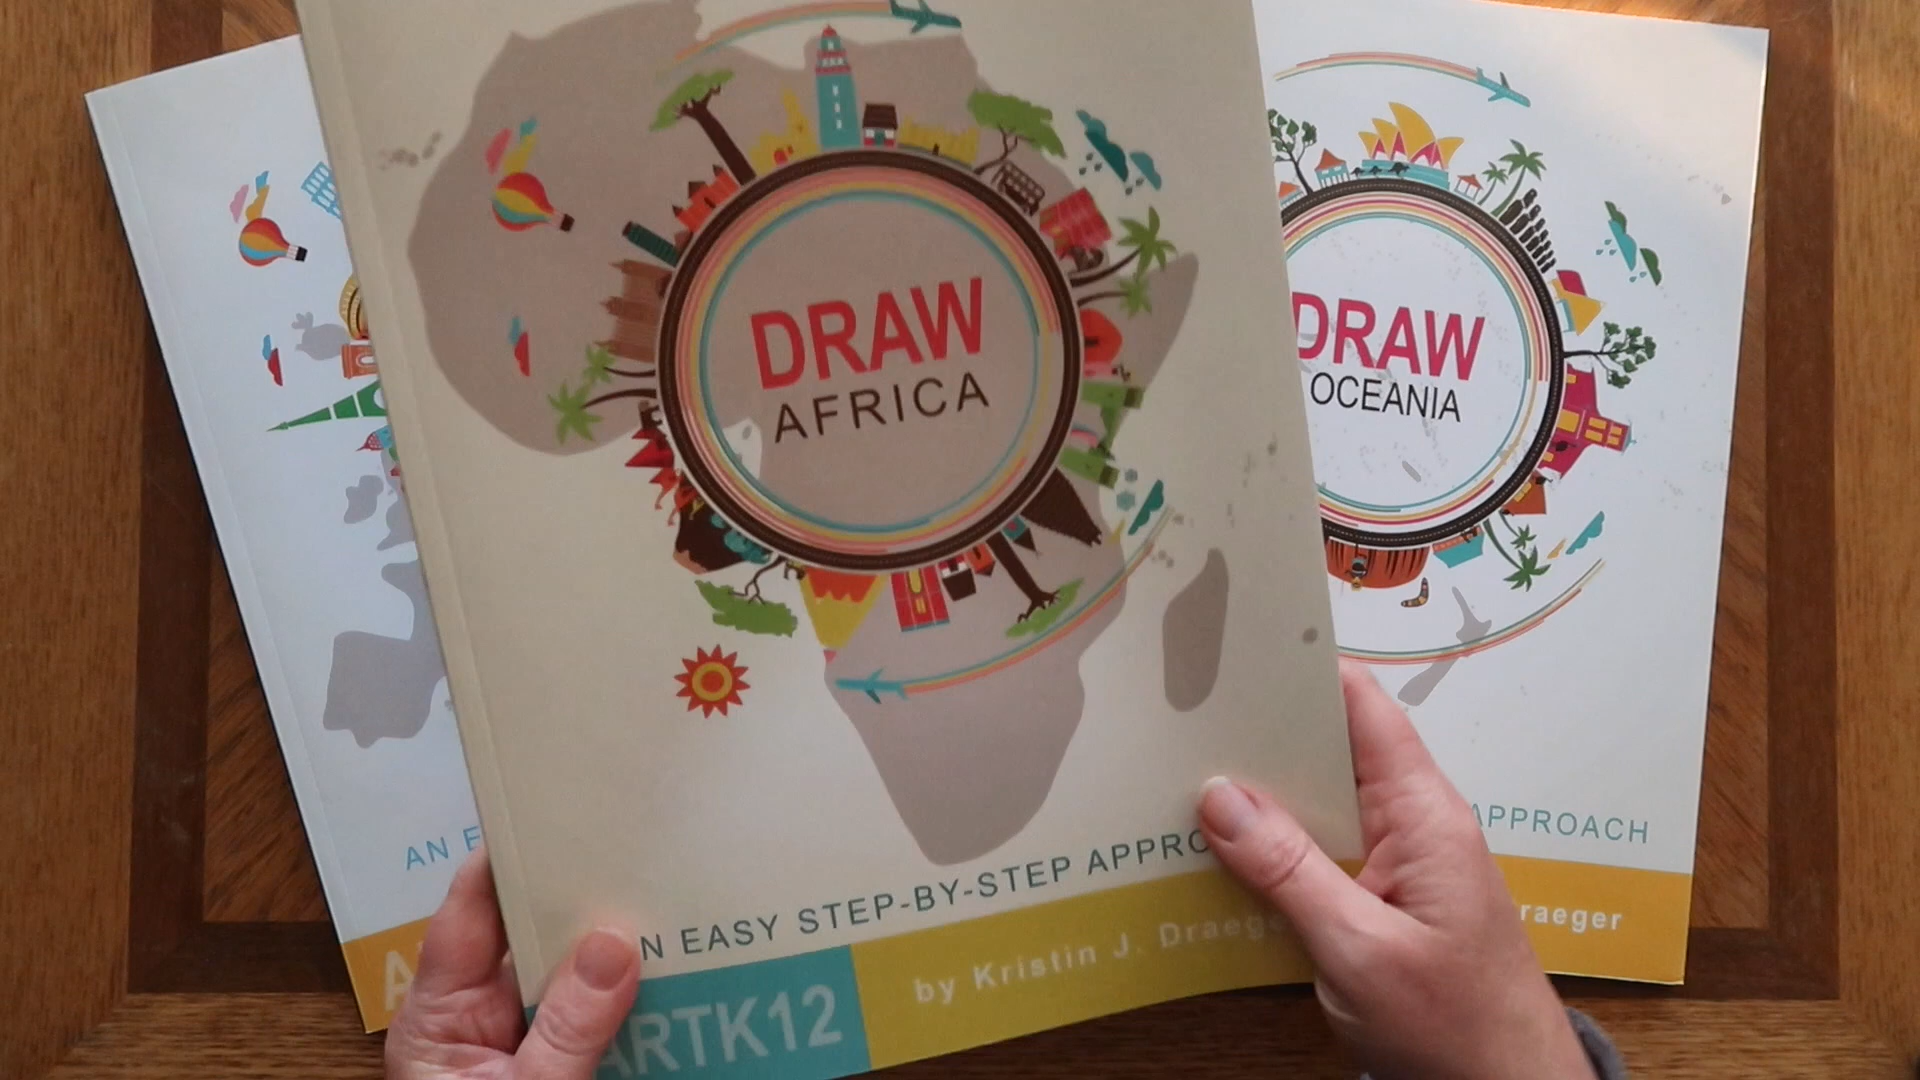 DRAW
AFRICA
N EASY STEP-BY-STEP APPRO
ARTK12
by Kristin J. Draege
DRAW
OCEANIA
APPROACH
raeger
AN E
A